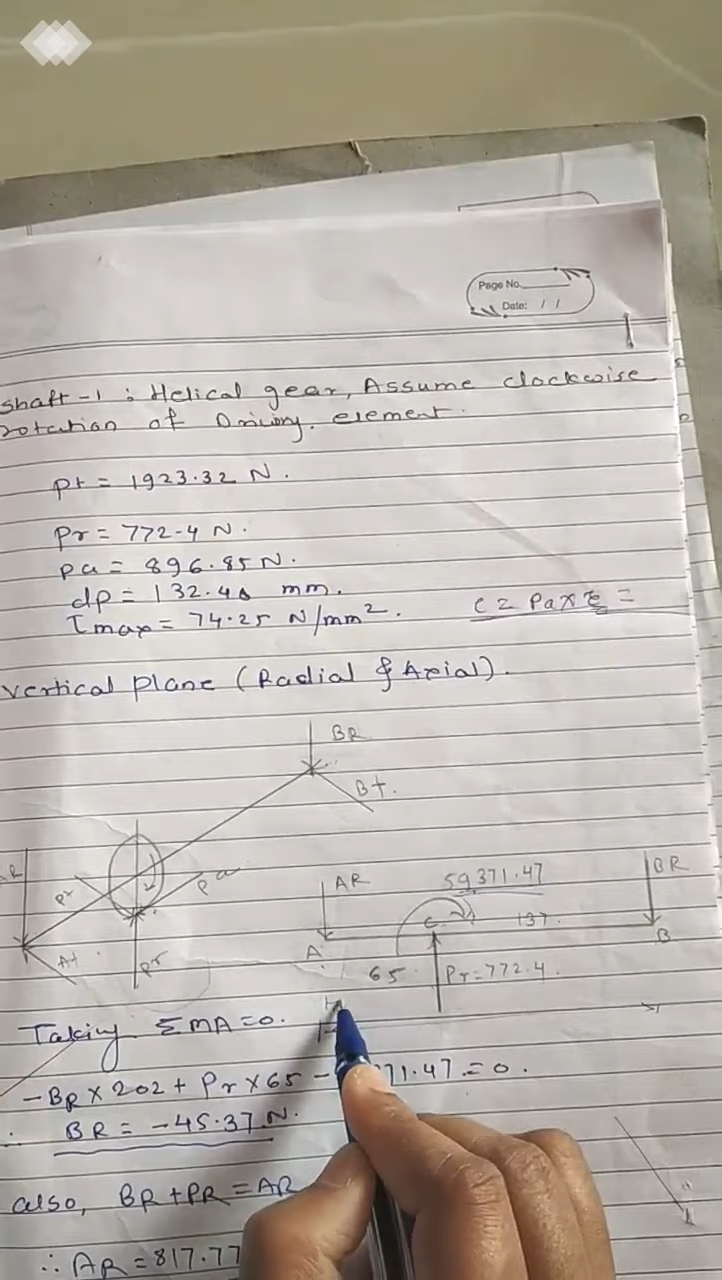 Page No.
Date: / /
1
shaft-1 : Helical gear, Assume clockwise
rotation of element.
Pt = 1923.32 N.
Pr = 772.4 N.
Pa = 896.85 N.
dp = 132.40 mm.
τmax = 74.25 N/mm².
vertical plane (Radial & Axial).
BR
Bt.
Pr
Pa
At
Pr
AR
59371.47
BR
C
137.
A
B
65
Pr=772.4.
Taking ΣMA=0.
-BR × 202 + Pr × 65 - 71.47 = 0.
∴ BR = -45.37 N.
also, BR + PR = AR
∴ AR = 817.77